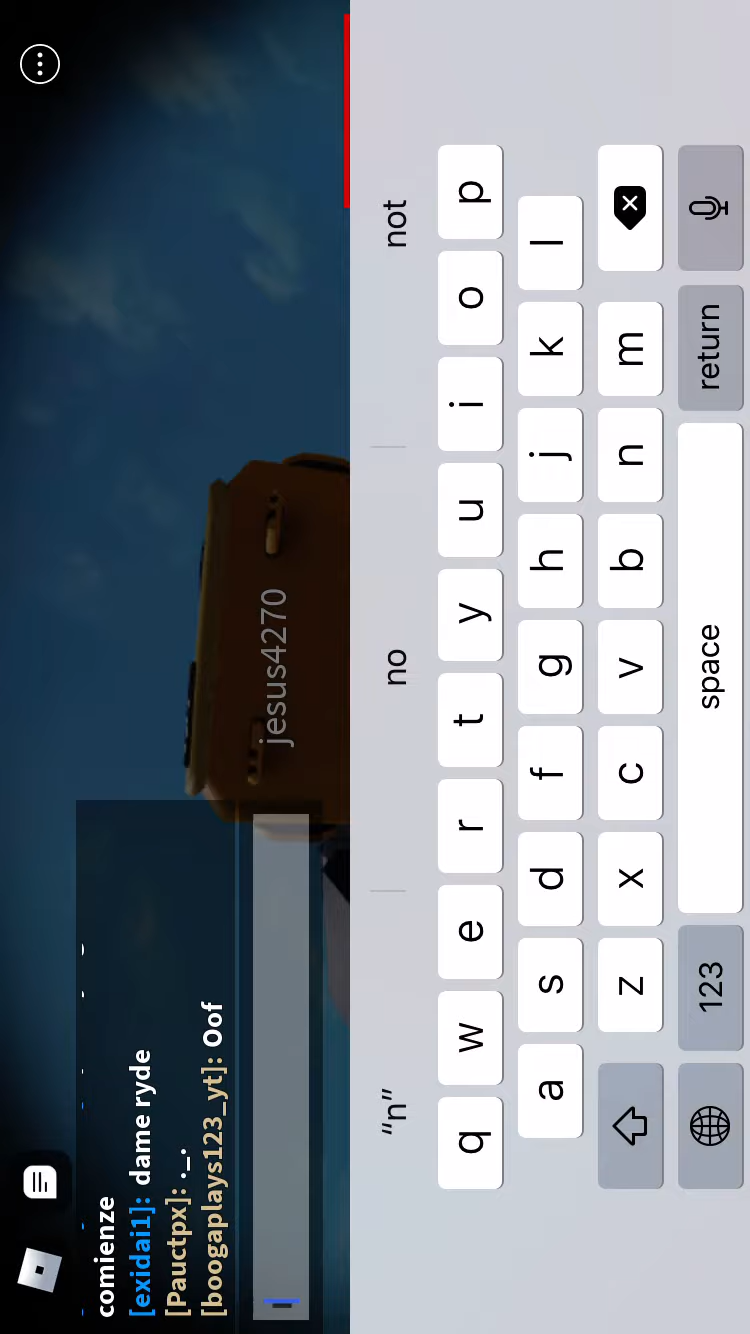 comienze
[exidai1]: dame ryde
[Pauctpx]: ._.
[boogaplays123_yt]: Oof
jesus4270
“n” no not
q w e r t y u i o p
a s d f g h j k l
z x c v b n m
123 space return